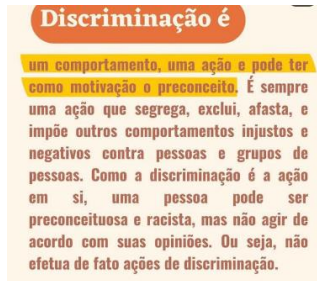 Discriminação é
um comportamento, uma ação e pode ter
como motivação o preconceito. É sempre
uma ação que segrega, exclui, afasta, e
impõe outros comportamentos injustos e
negativos contra pessoas e grupos de
pessoas. Como a discriminação é a ação
em si, uma pessoa pode ser
preconceituosa e racista, mas não agir de
acordo com suas opiniões. Ou seja, não
efetua de fato ações de discriminação.